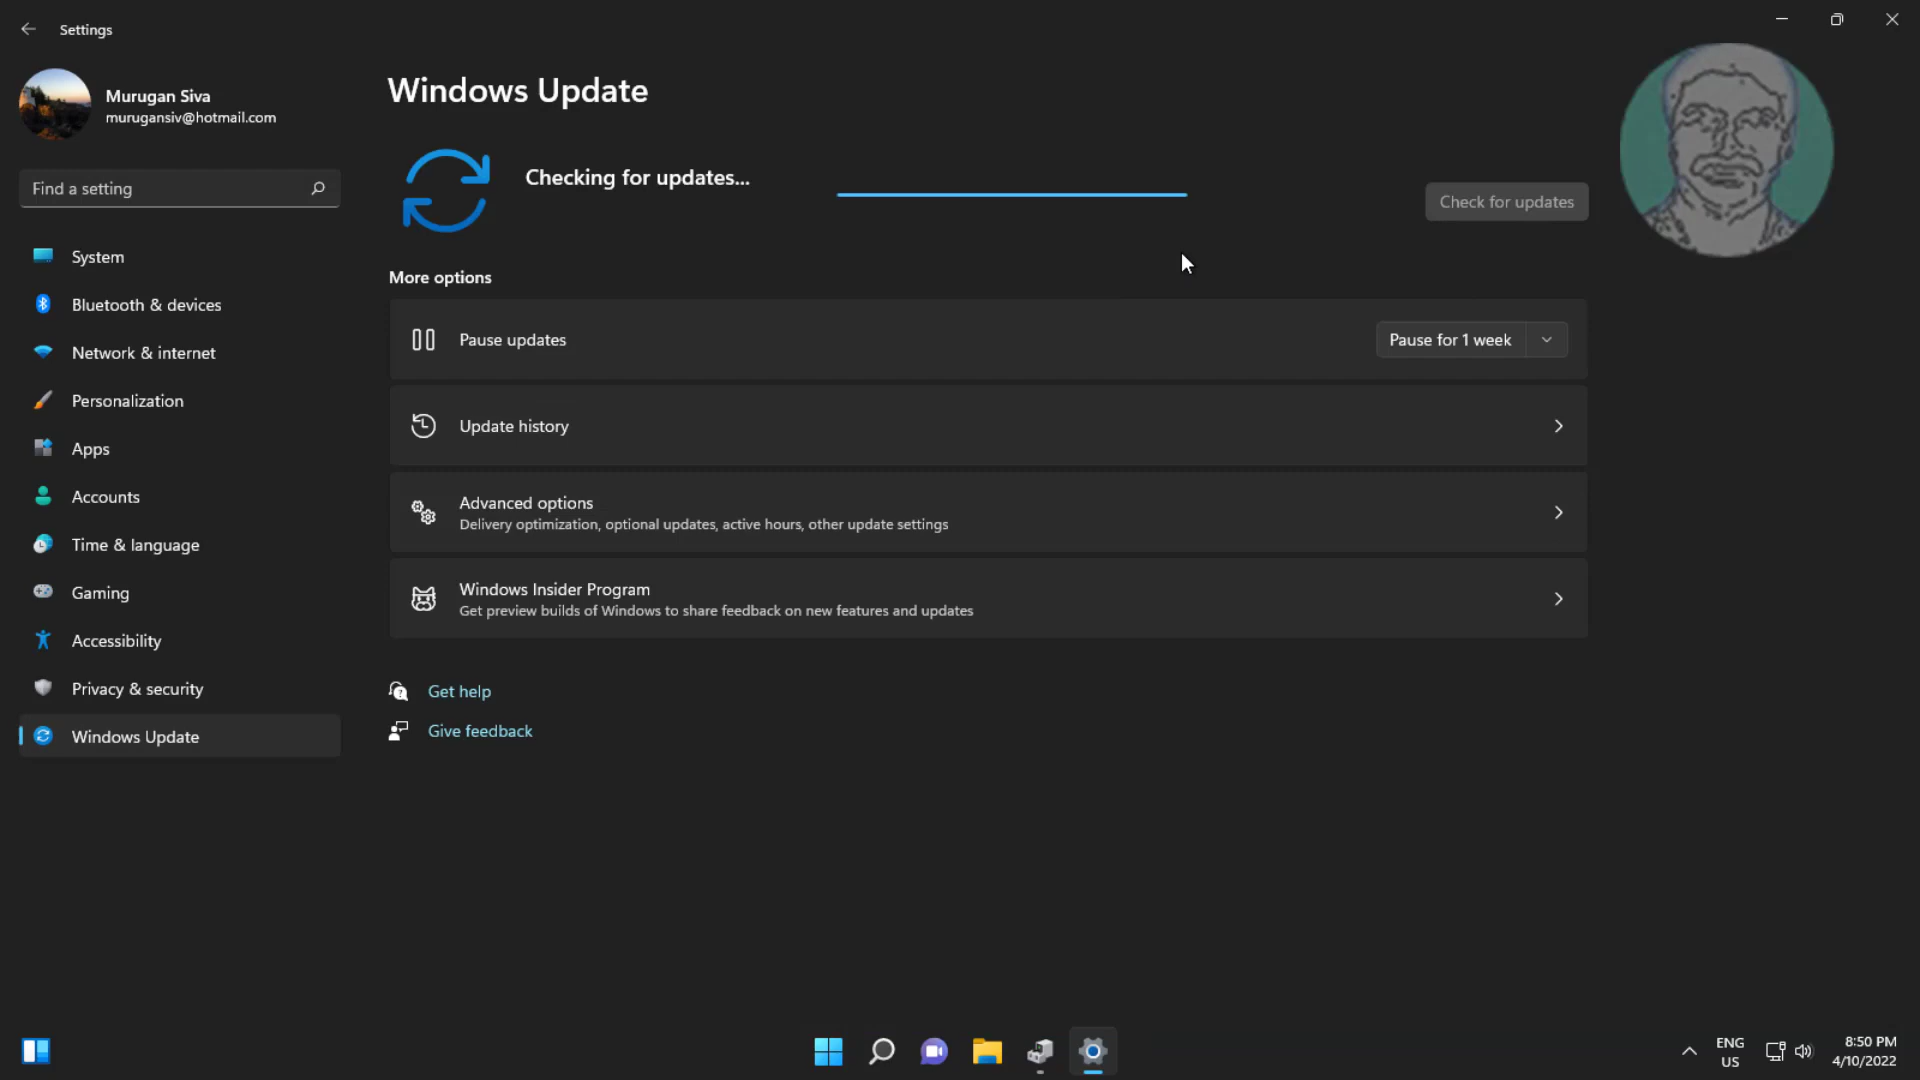 Settings
Murugan Siva
murugansiv@hotmail.com
Find a setting
System
Bluetooth & devices
Network & internet
Personalization
Apps
Accounts
Time & language
Gaming
Accessibility
Privacy & security
Windows Update
Windows Update
Checking for updates...
Check for updates
More options
Pause updates
Pause for 1 week
Update history
Advanced options
Delivery optimization, optional updates, active hours, other update settings
Windows Insider Program
Get preview builds of Windows to share feedback on new features and updates
Get help
Give feedback
ENG
US
8:50 PM
4/10/2022